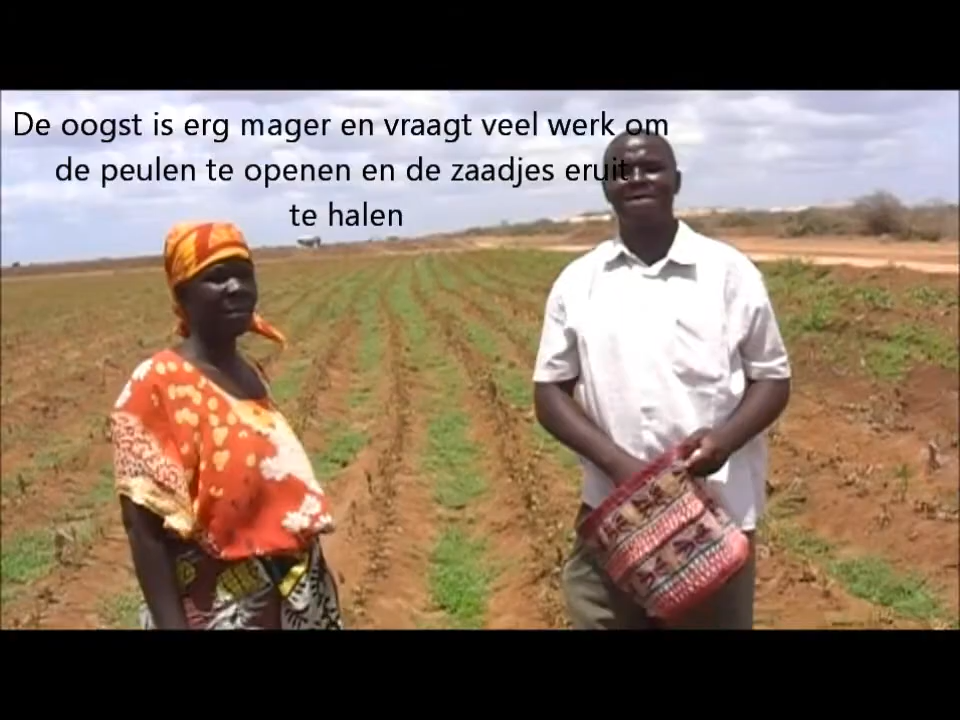 De oogst is erg mager en vraagt veel werk om
de peulen te openen en de zaadjes eruit
te halen